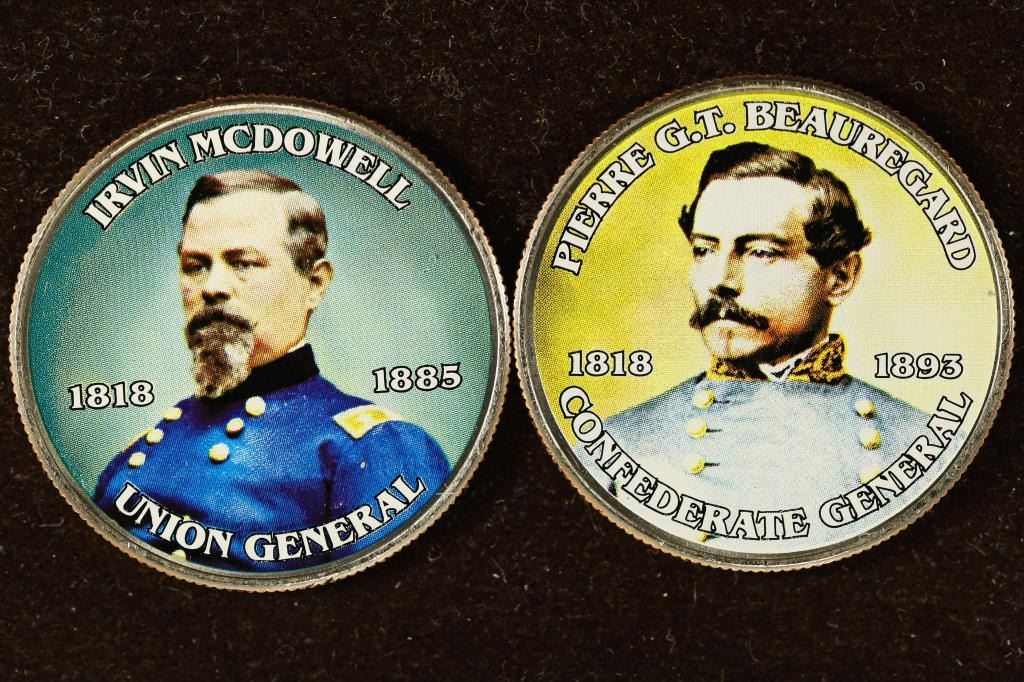 IRVIN MCDOWELL
1818
1885
UNION GENERAL
PIERRE G.T. BEAUREGARD
1818
1893
CONFEDERATE GENERAL